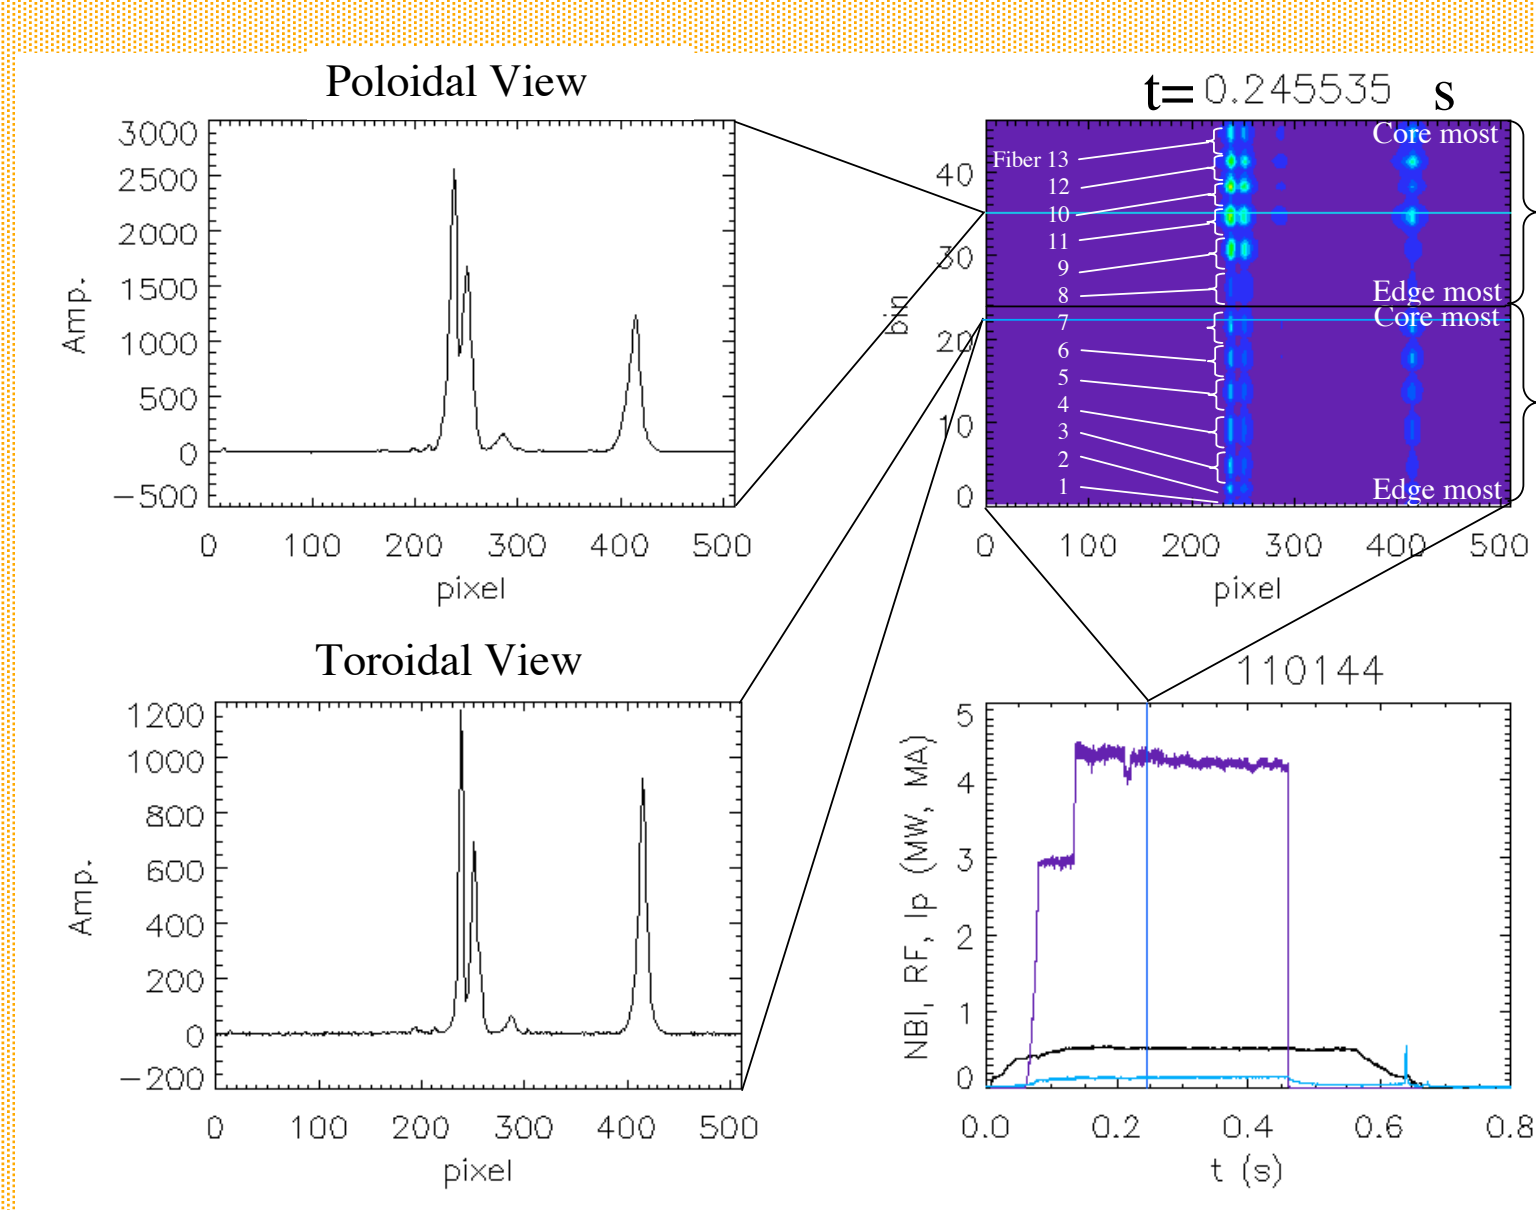 Poloidal View
3000
2500
2000
1500
1000
500
0
−500
Amp.
0 100 200 300 400 500
pixel
t= 0.245535 s
40
30
20
10
0
bin
Core most
Fiber 13
12
10
11
9
8
Edge most
Core most
7
6
5
4
3
2
1
Edge most
0 100 200 300 400 500
pixel
Toroidal View
1200
1000
800
600
400
200
0
−200
Amp.
0 100 200 300 400 500
pixel
110144
5
4
3
2
1
0
NBI, RF, Ip (MW, MA)
0.0 0.2 0.4 0.6 0.8
t (s)